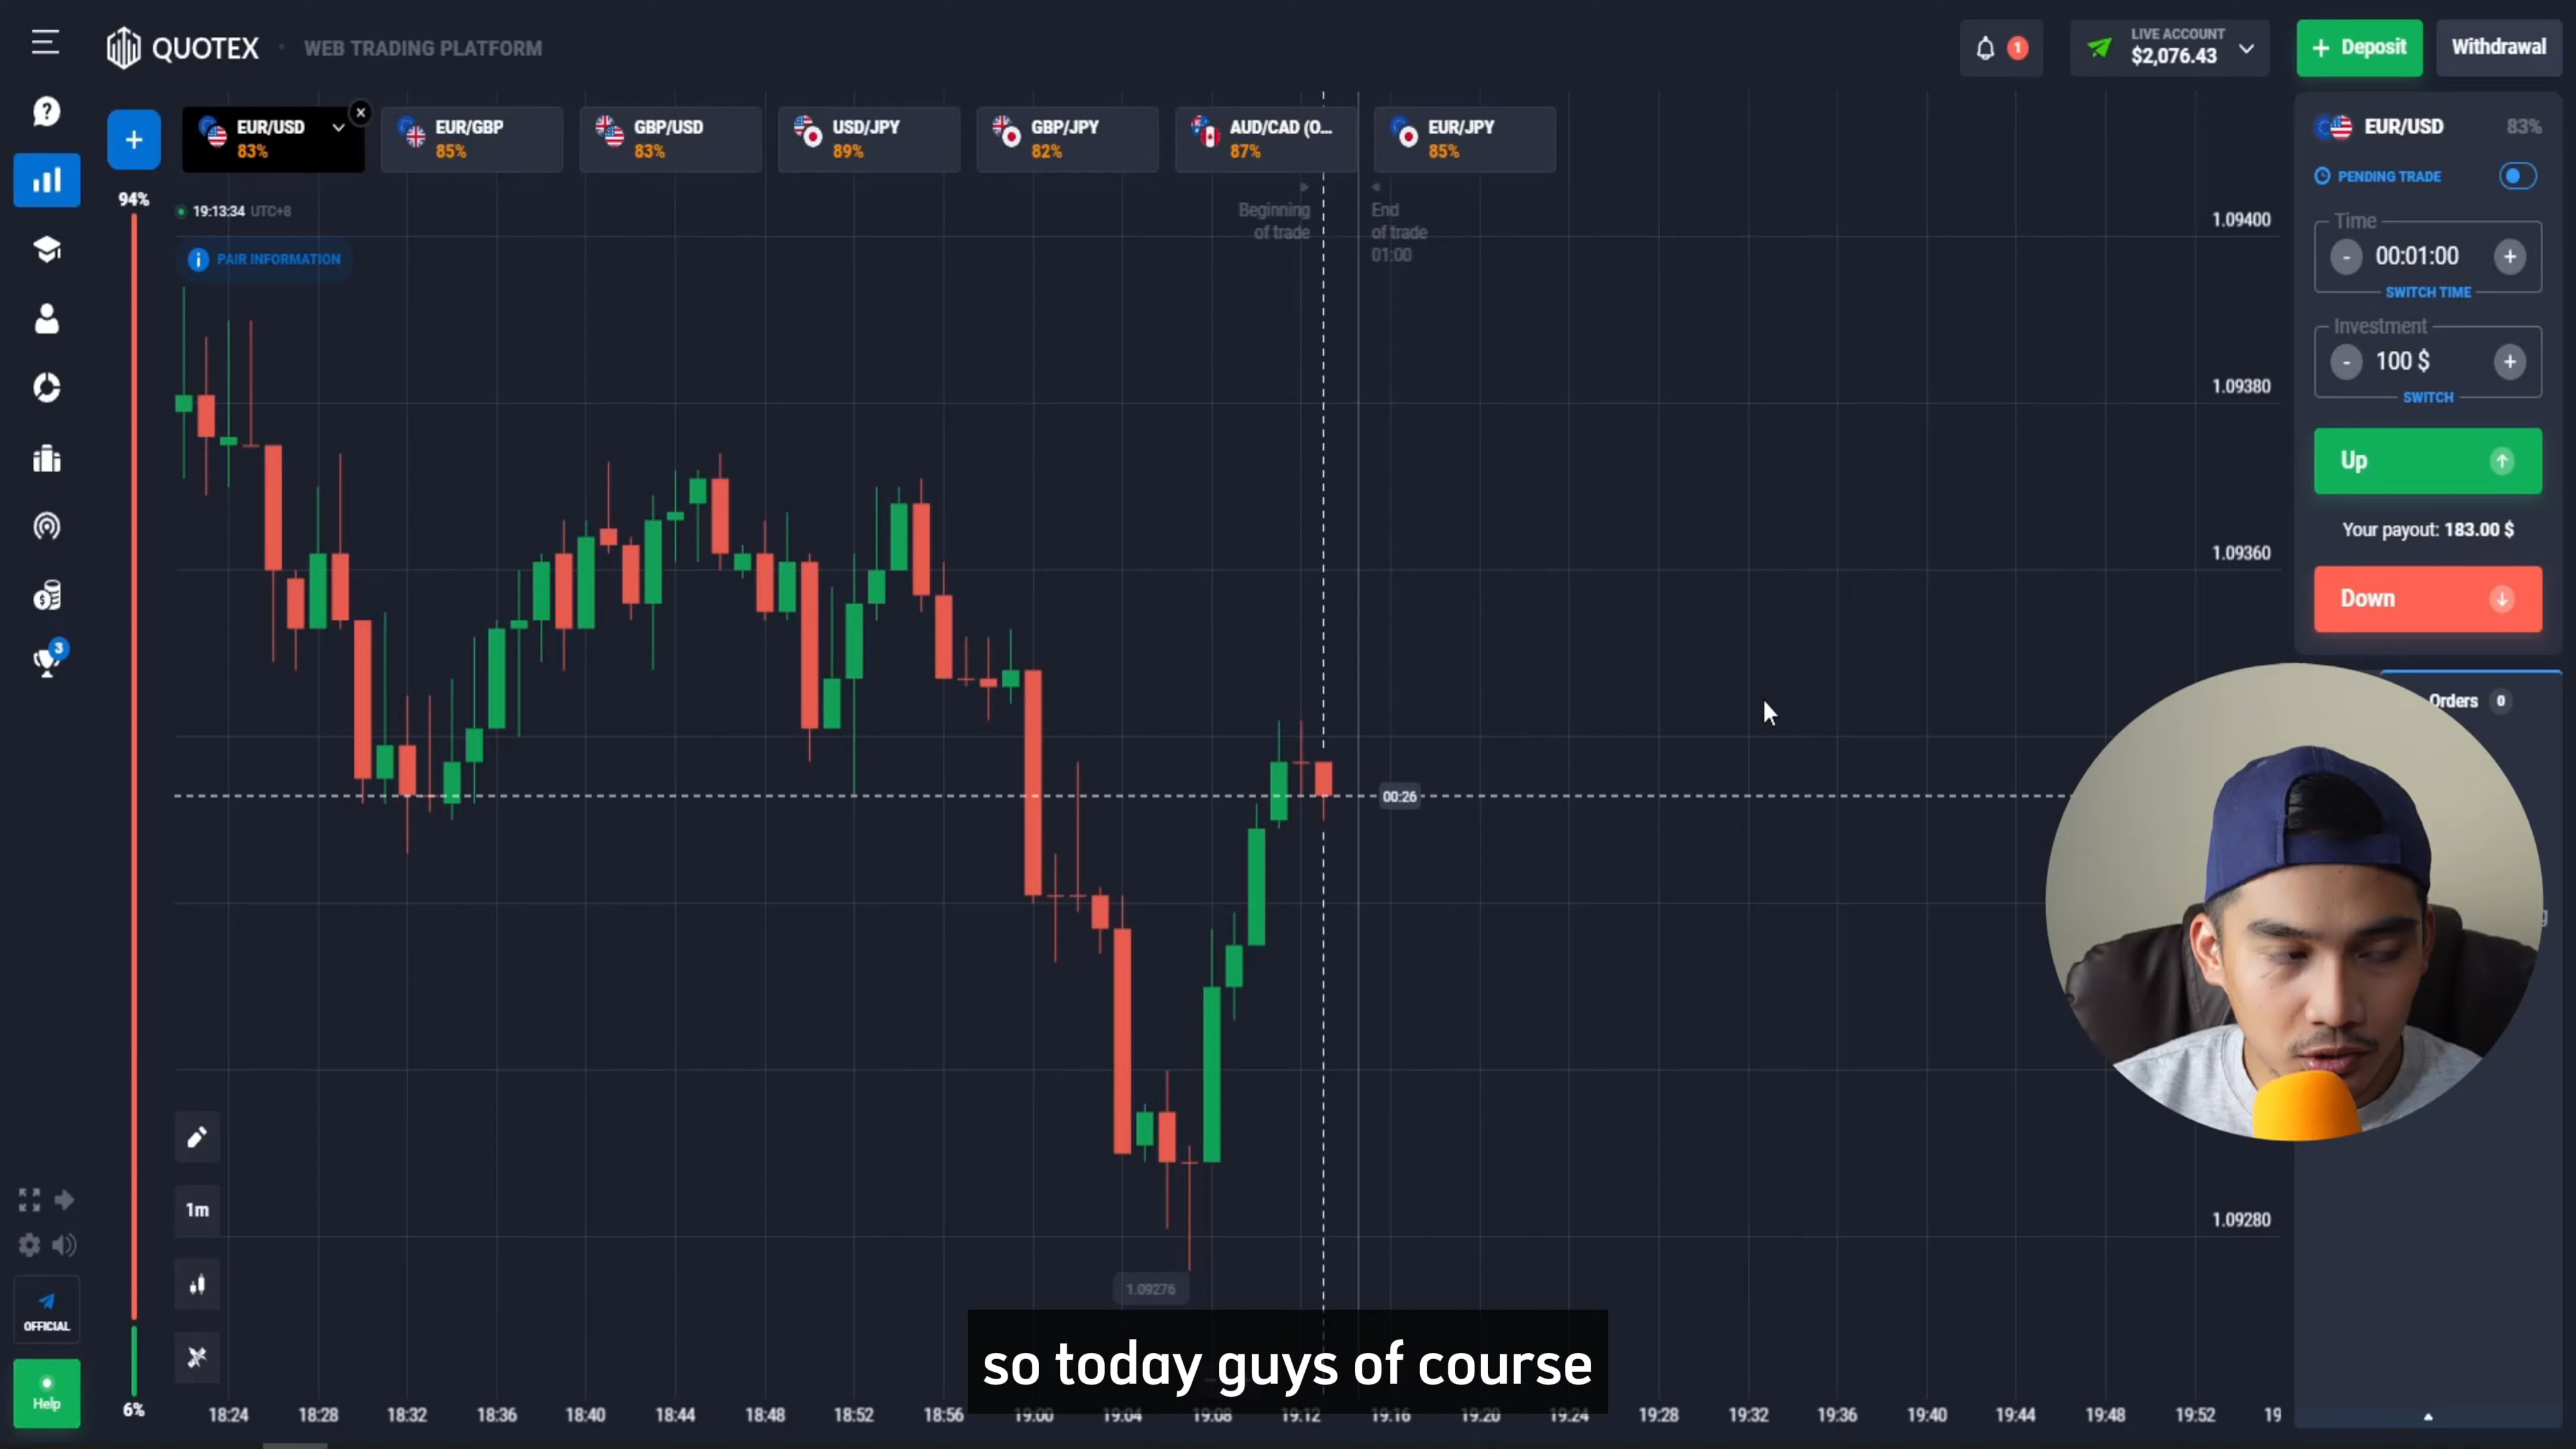 QUOTEX
WEB TRADING PLATFORM
1
LIVE ACCOUNT
$2,076.43
+ Deposit
Withdrawal
EUR/USD
83%
EUR/GBP
85%
GBP/USD
83%
USD/JPY
89%
GBP/JPY
82%
AUD/CAD (O...
87%
EUR/JPY
85%
EUR/USD 83%
PENDING TRADE
94%
19:13:34 UTC+8
PAIR INFORMATION
Beginning
of trade
End
of trade
01:00
Time
- 00:01:00 +
SWITCH TIME
Investment
- 100 $ +
SWITCH
Up
Your payout: 183.00 $
Down
Orders 0
1.09400
1.09380
1.09360
1.09280
00:26
3
1m
1.09276
OFFICIAL
Help
6%
so today guys of course
18:24 18:28 18:32 18:36 18:40 18:44 18:48 18:52 18:56 19:00 19:04 19:08 19:12 19:16 19:20 19:24 19:28 19:32 19:36 19:40 19:44 19:48 19:52 19